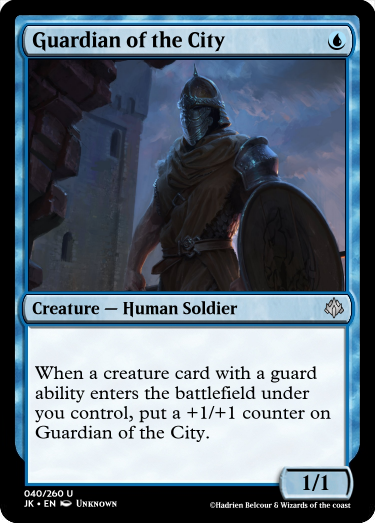 Guardian of the City
Creature — Human Soldier
When a creature card with a guard
ability enters the battlefield under
you control, put a +1/+1 counter on
Guardian of the City.
1/1
040/260 U
JK • EN Unknown
©Hadrien Belcour & Wizards of the coast